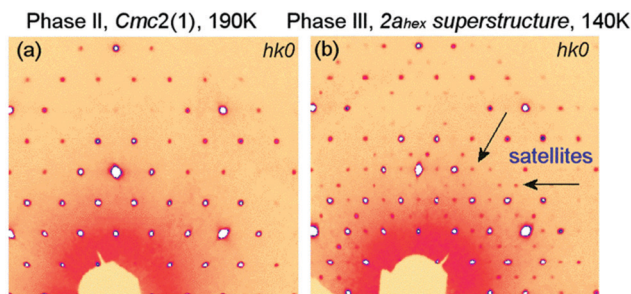 Phase II, Cmc2(1), 190K
Phase III, 2ahex superstructure, 140K
(a)
hk0
(b)
hk0
satellites